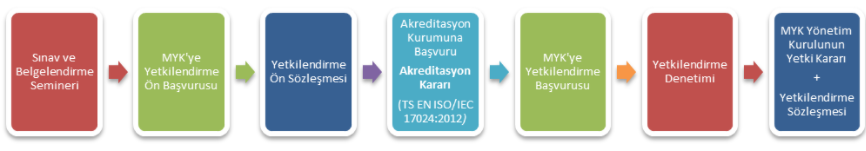 Sınav ve
Belgelendirme
Semineri
MYK'ye
Yetkilendirme
Ön Başvurusu
Yetkilendirme
Ön Sözleşmesi
Akreditasyon
Kurumuna
Başvuru
Akreditasyon
Kararı
(TS EN ISO/IEC
17024:2012)
MYK'ye
Yetkilendirme
Başvurusu
Yetkilendirme
Denetimi
MYK Yönetim
Kurulunun
Yetki Kararı
+
Yetkilendirme
Sözleşmesi